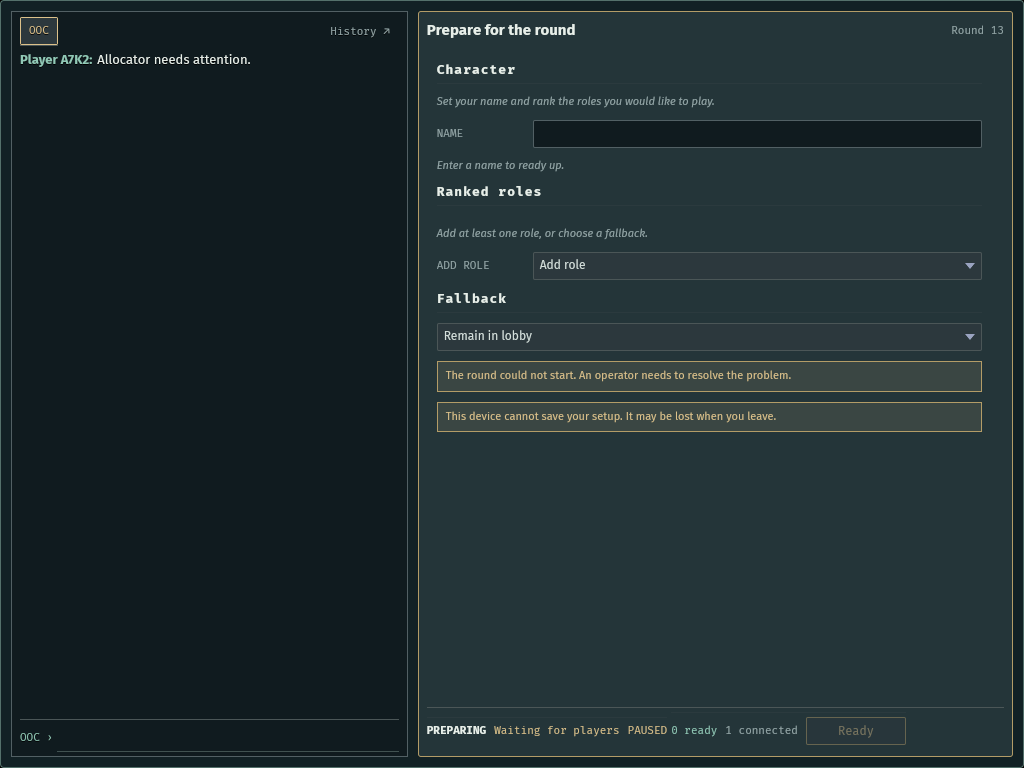 OOC
History ↗
Player A7K2: Allocator needs attention.
OOC ›
Prepare for the round
Round 13
Character
Set your name and rank the roles you would like to play.
NAME
Enter a name to ready up.
Ranked roles
Add at least one role, or choose a fallback.
ADD ROLE Add role
Fallback
Remain in lobby
The round could not start. An operator needs to resolve the problem.
This device cannot save your setup. It may be lost when you leave.
PREPARING Waiting for players PAUSED 0 ready 1 connected Ready